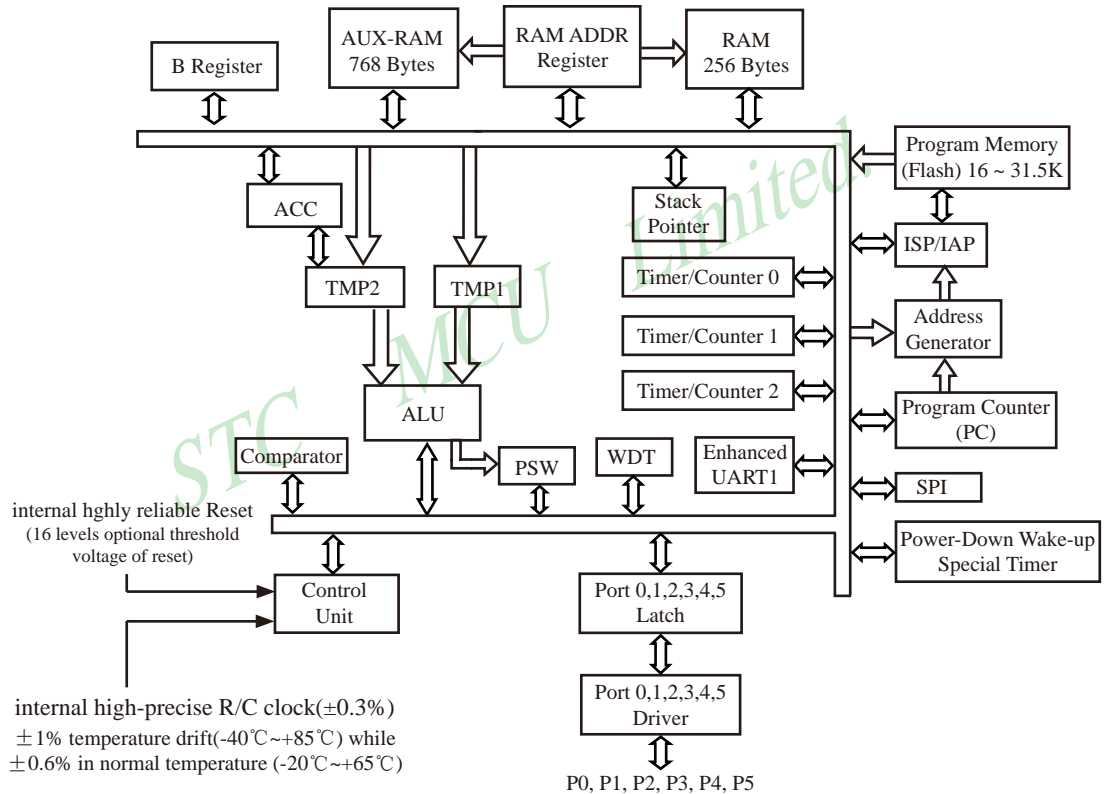 AUX-RAM
768 Bytes
RAM ADDR
Register
RAM
256 Bytes
B Register
Program Memory
(Flash) 16 ~ 31.5K
ACC
Stack
Pointer
ISP/IAP
TMP2
TMP1
Timer/Counter 0
Address
Generator
Timer/Counter 1
Timer/Counter 2
ALU
Program Counter
(PC)
Comparator
PSW
WDT
Enhanced
UART1
SPI
internal hghly reliable Reset
(16 levels optional threshold
voltage of reset)
Power-Down Wake-up
Special Timer
Control
Unit
Port 0,1,2,3,4,5
Latch
Port 0,1,2,3,4,5
Driver
internal high-precise R/C clock(±0.3%)
±1% temperature drift(-40℃~+85℃) while
±0.6% in normal temperature (-20℃~+65℃)
P0, P1, P2, P3, P4, P5
STC MCU Limited.